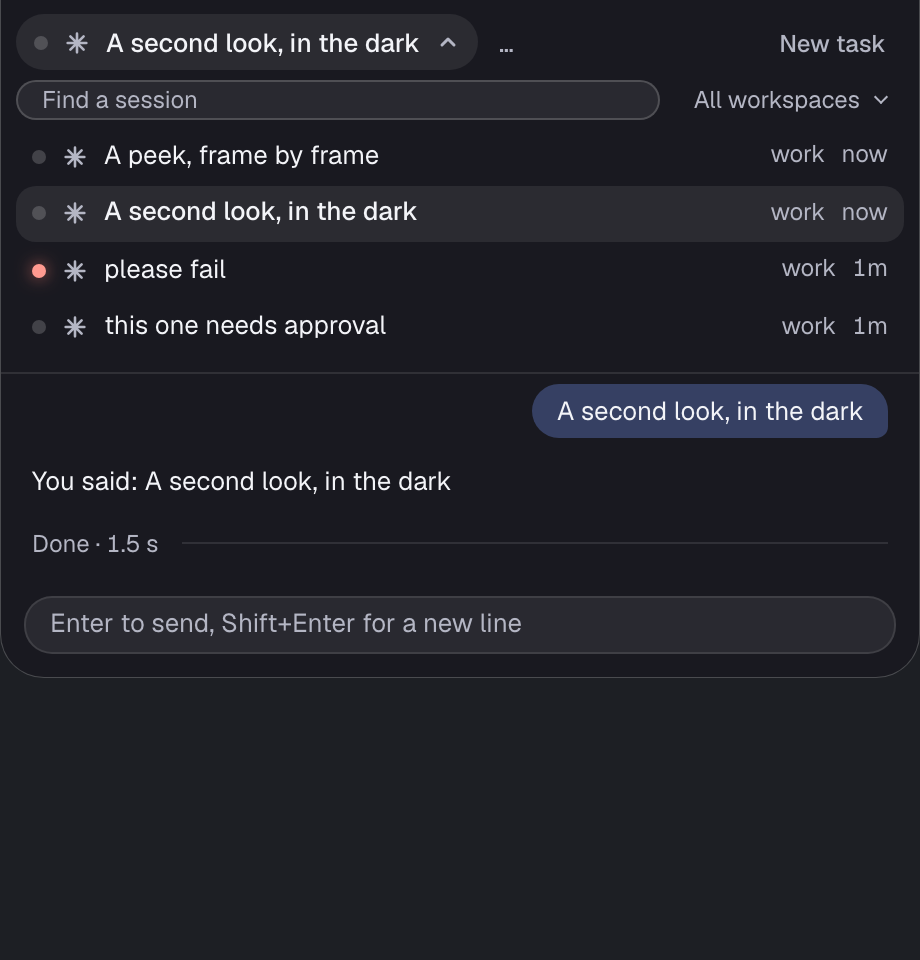 A second look, in the dark ... New task
Find a session All workspaces
A peek, frame by frame work now
A second look, in the dark work now
please fail work 1m
this one needs approval work 1m
A second look, in the dark
You said: A second look, in the dark
Done · 1.5 s
Enter to send, Shift+Enter for a new line